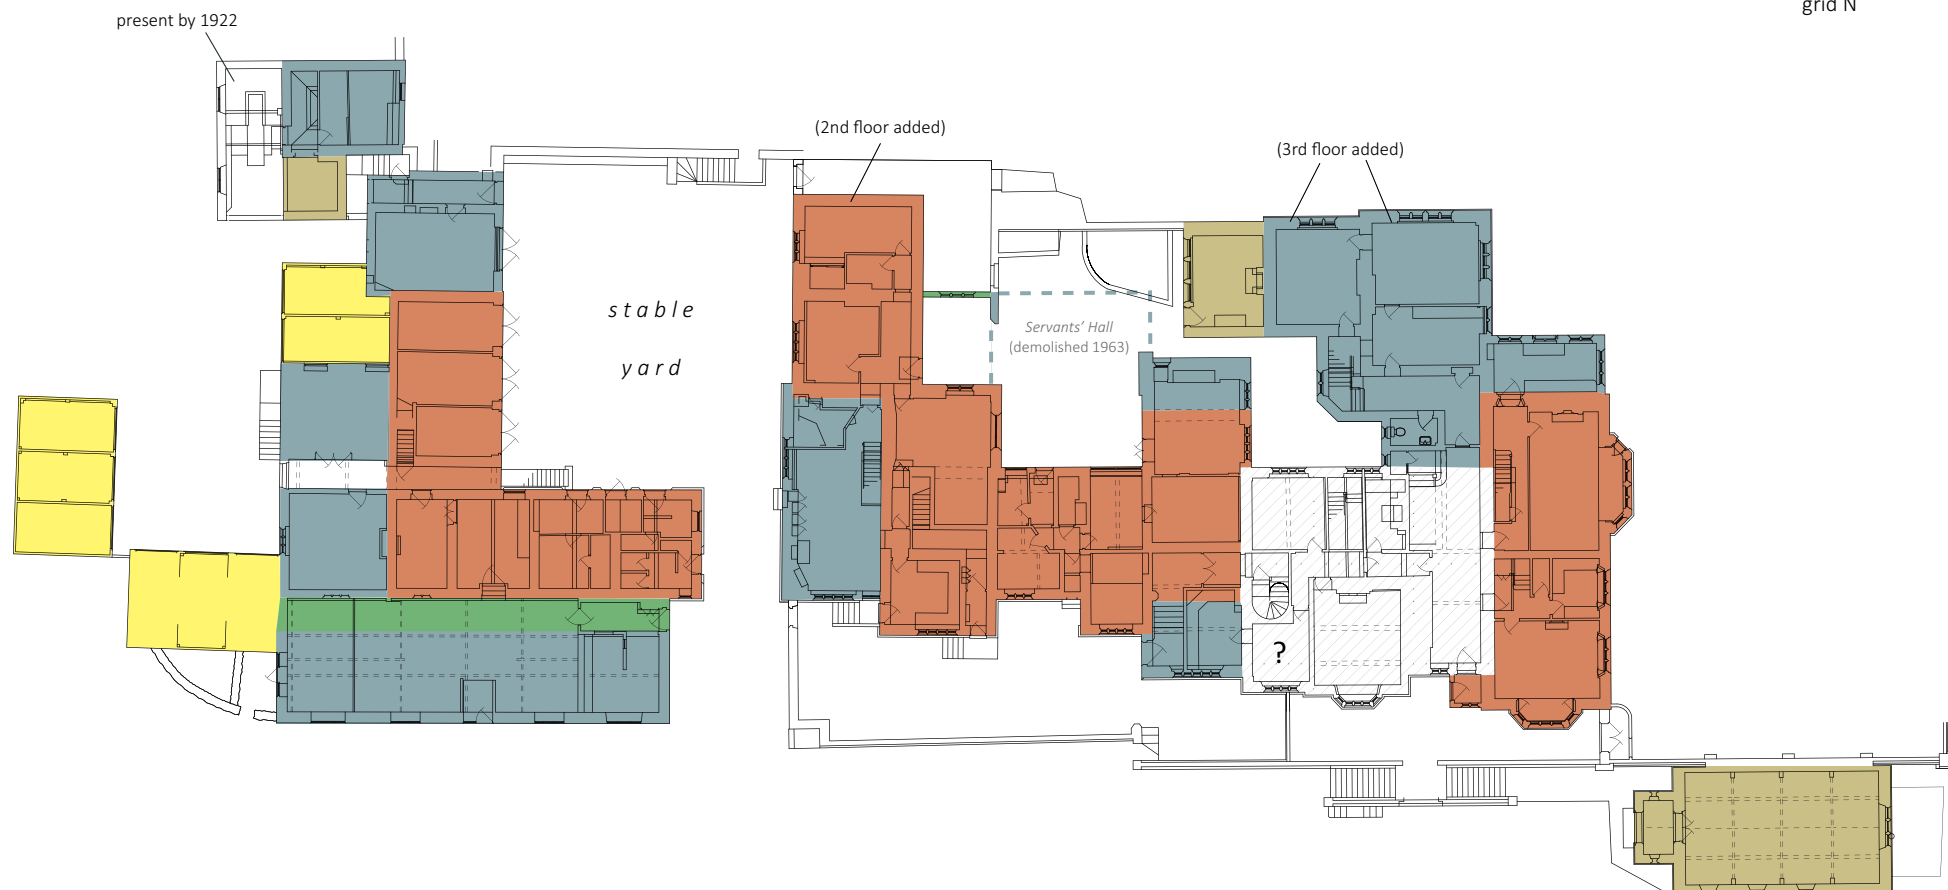 grid N
present by 1922
(2nd floor added)
(3rd floor added)
stable
yard
Servants’ Hall
(demolished 1963)
?